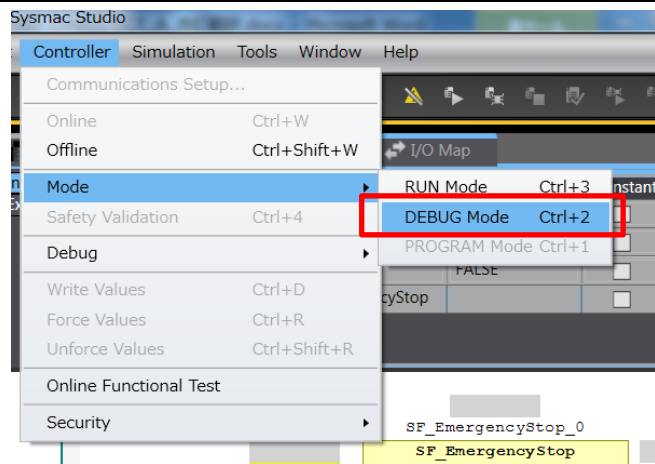 Sysmac Studio
Controller Simulation Tools Window Help
Communications Setup...
Online Ctrl+W
Offline Ctrl+Shift+W
I/O Map
Mode
RUN Mode Ctrl+3
nstant
Safety Validation Ctrl+4
DEBUG Mode Ctrl+2
Debug
PROGRAM Mode Ctrl+1
FALSE
Write Values Ctrl+D
cyStop
Force Values Ctrl+R
Unforce Values Ctrl+Shift+R
Online Functional Test
Security
SF_EmergencyStop_0
SF_EmergencyStop